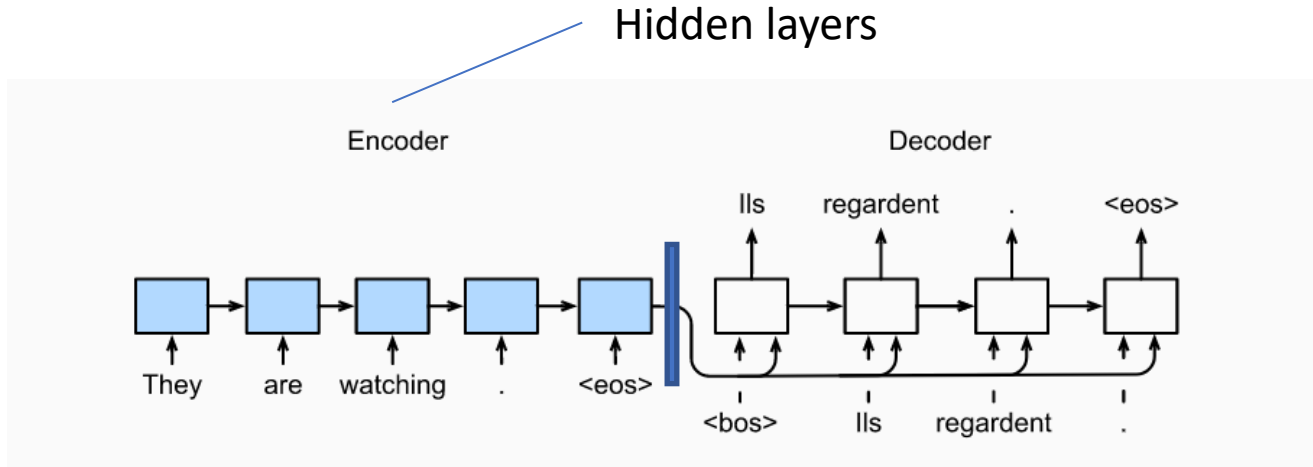 Hidden layers
Encoder
Decoder
Ils regardent . <eos>
They are watching . <eos>
<bos> Ils regardent .